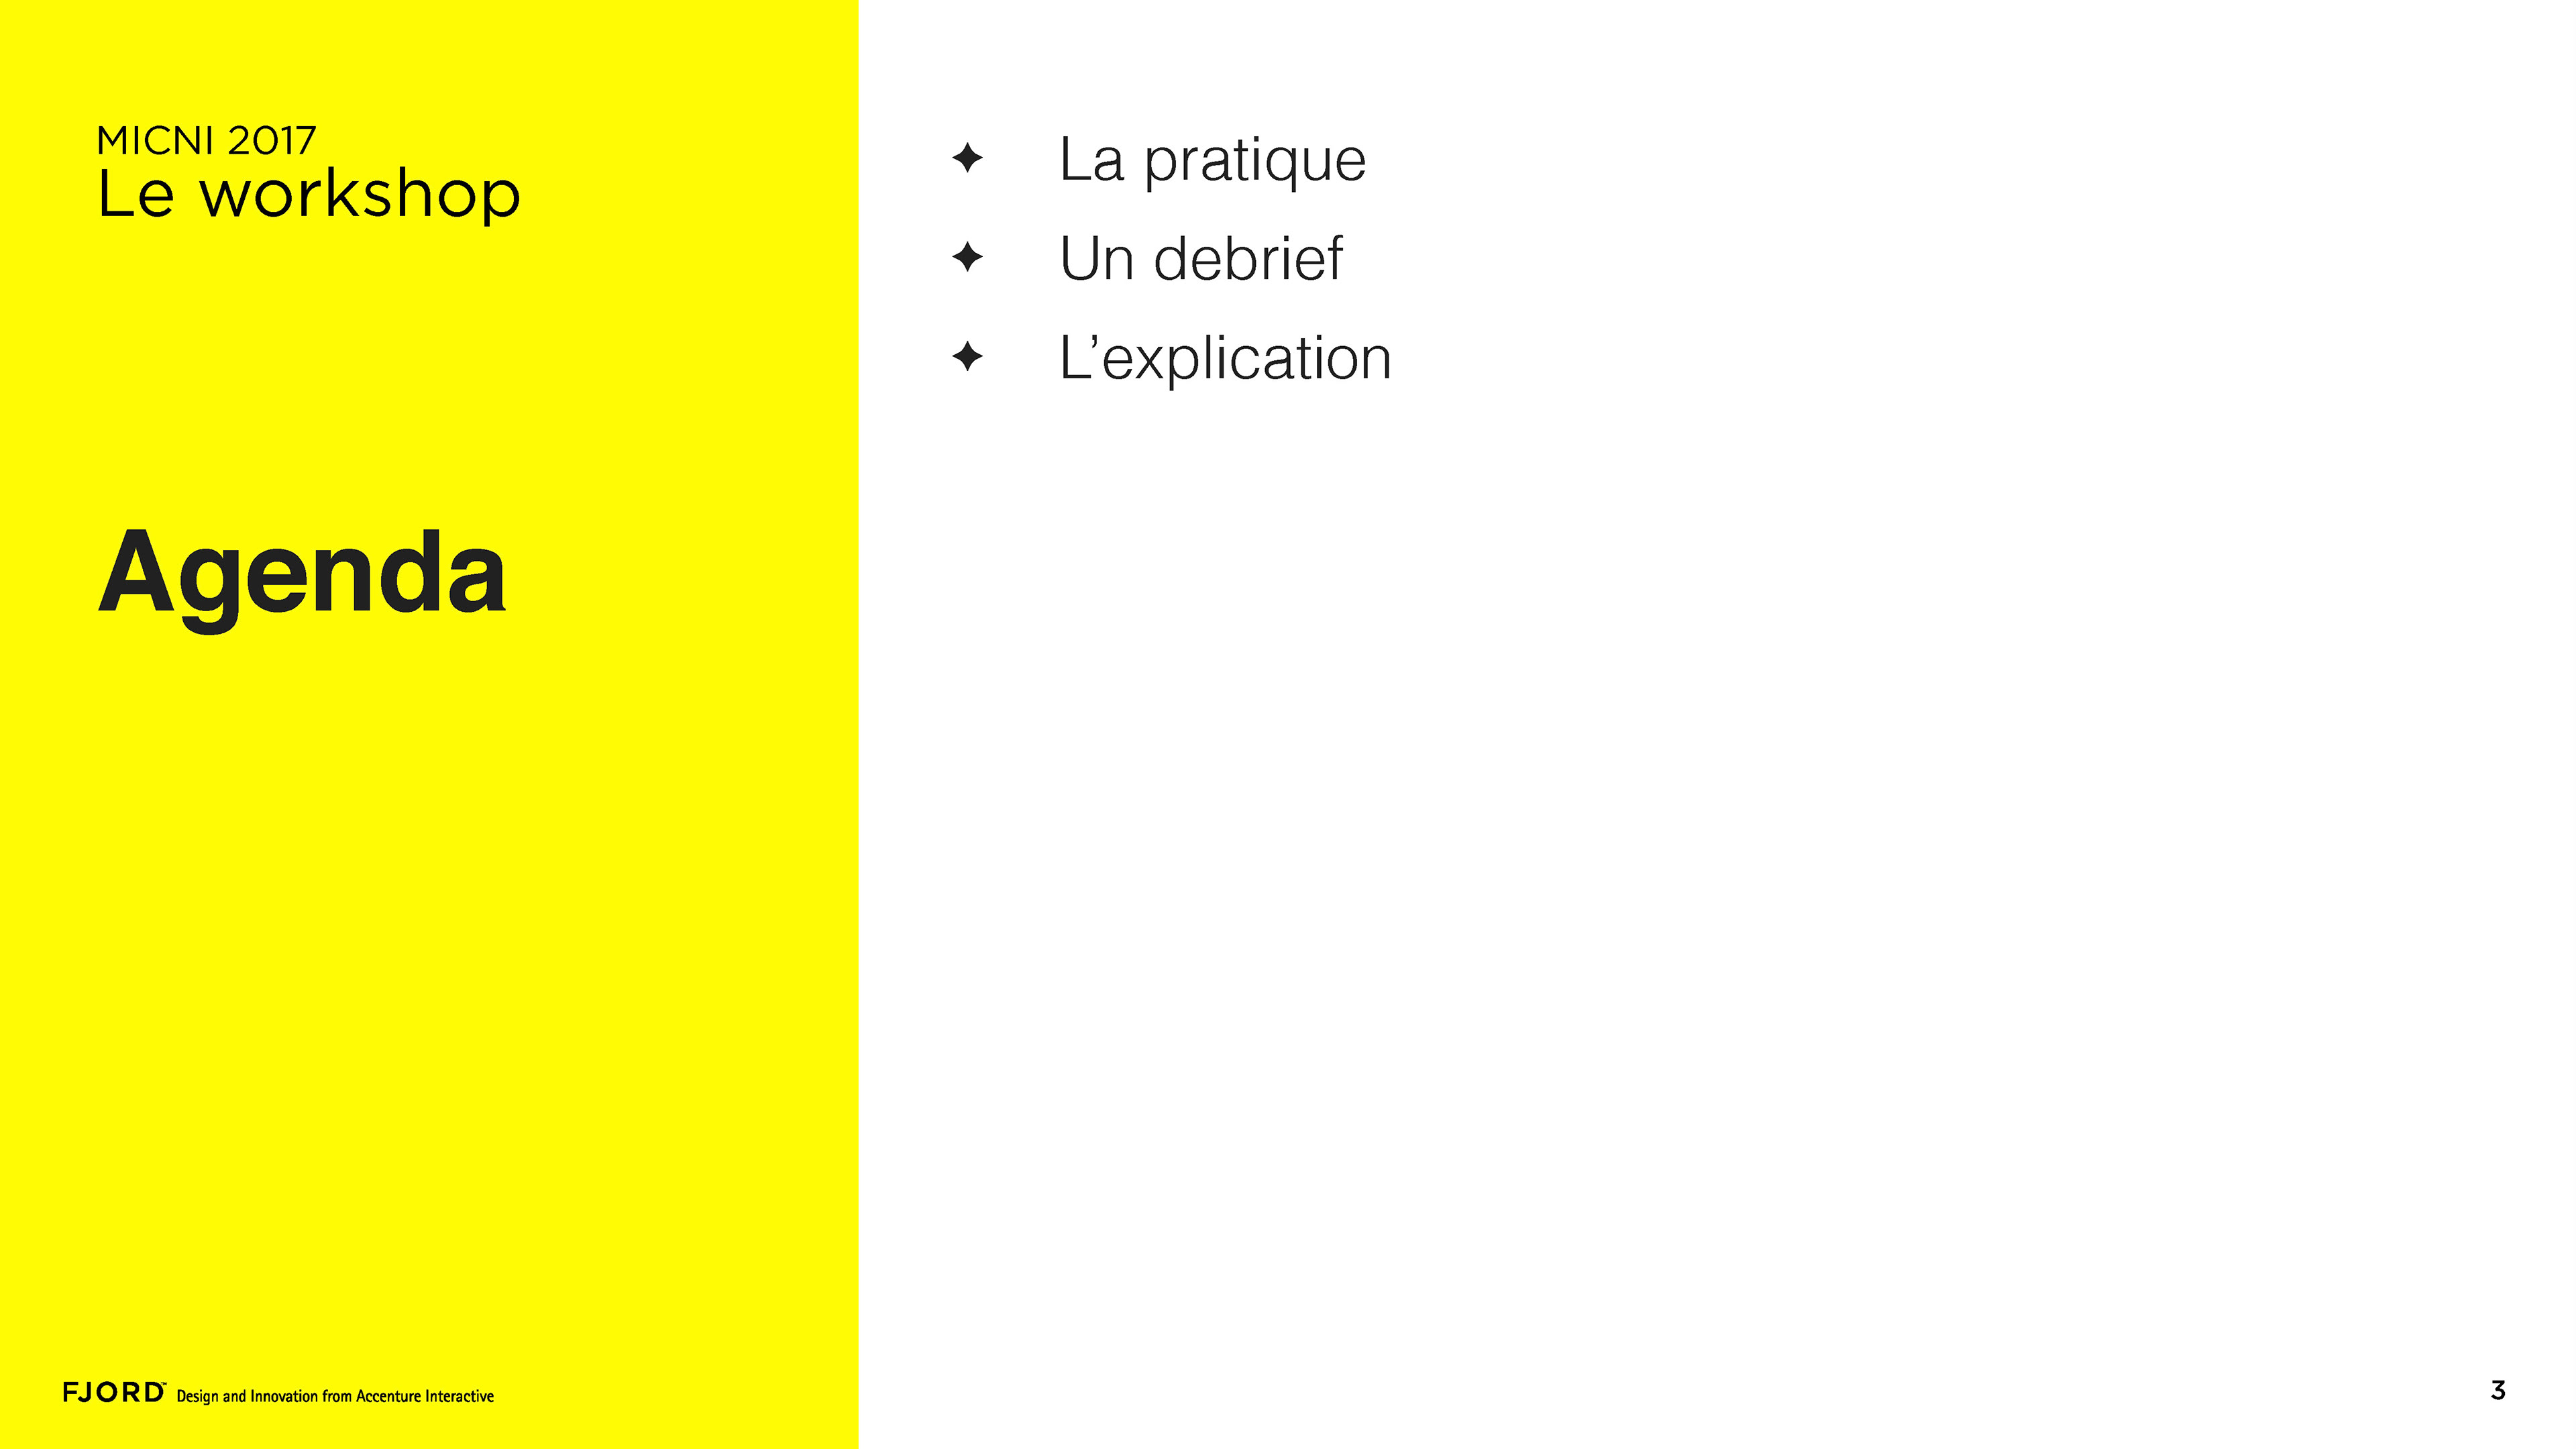 MICNI 2017
Le workshop
Agenda
✦ La pratique
✦ Un debrief
✦ L’explication
FJORD™ Design and Innovation from Accenture Interactive
3